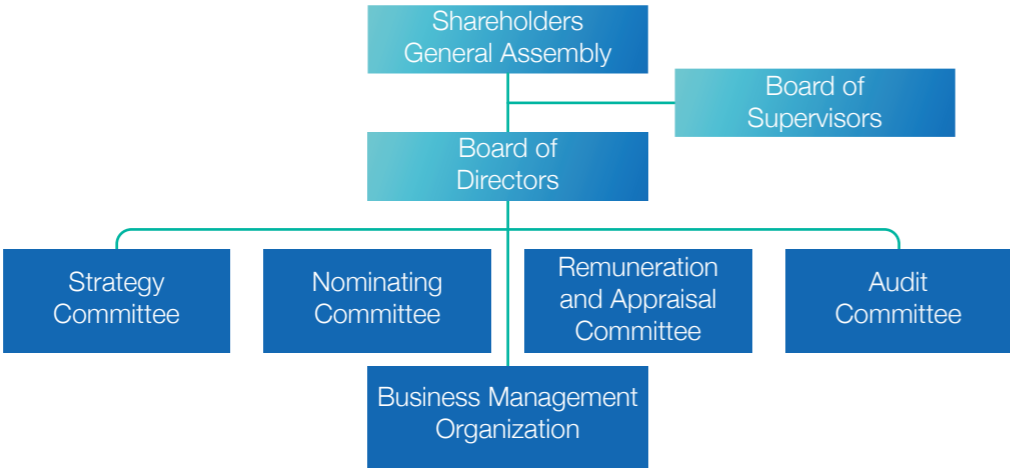 Shareholders
General Assembly
Board of
Supervisors
Board of
Directors
Strategy
Committee
Nominating
Committee
Remuneration
and Appraisal
Committee
Audit
Committee
Business Management
Organization